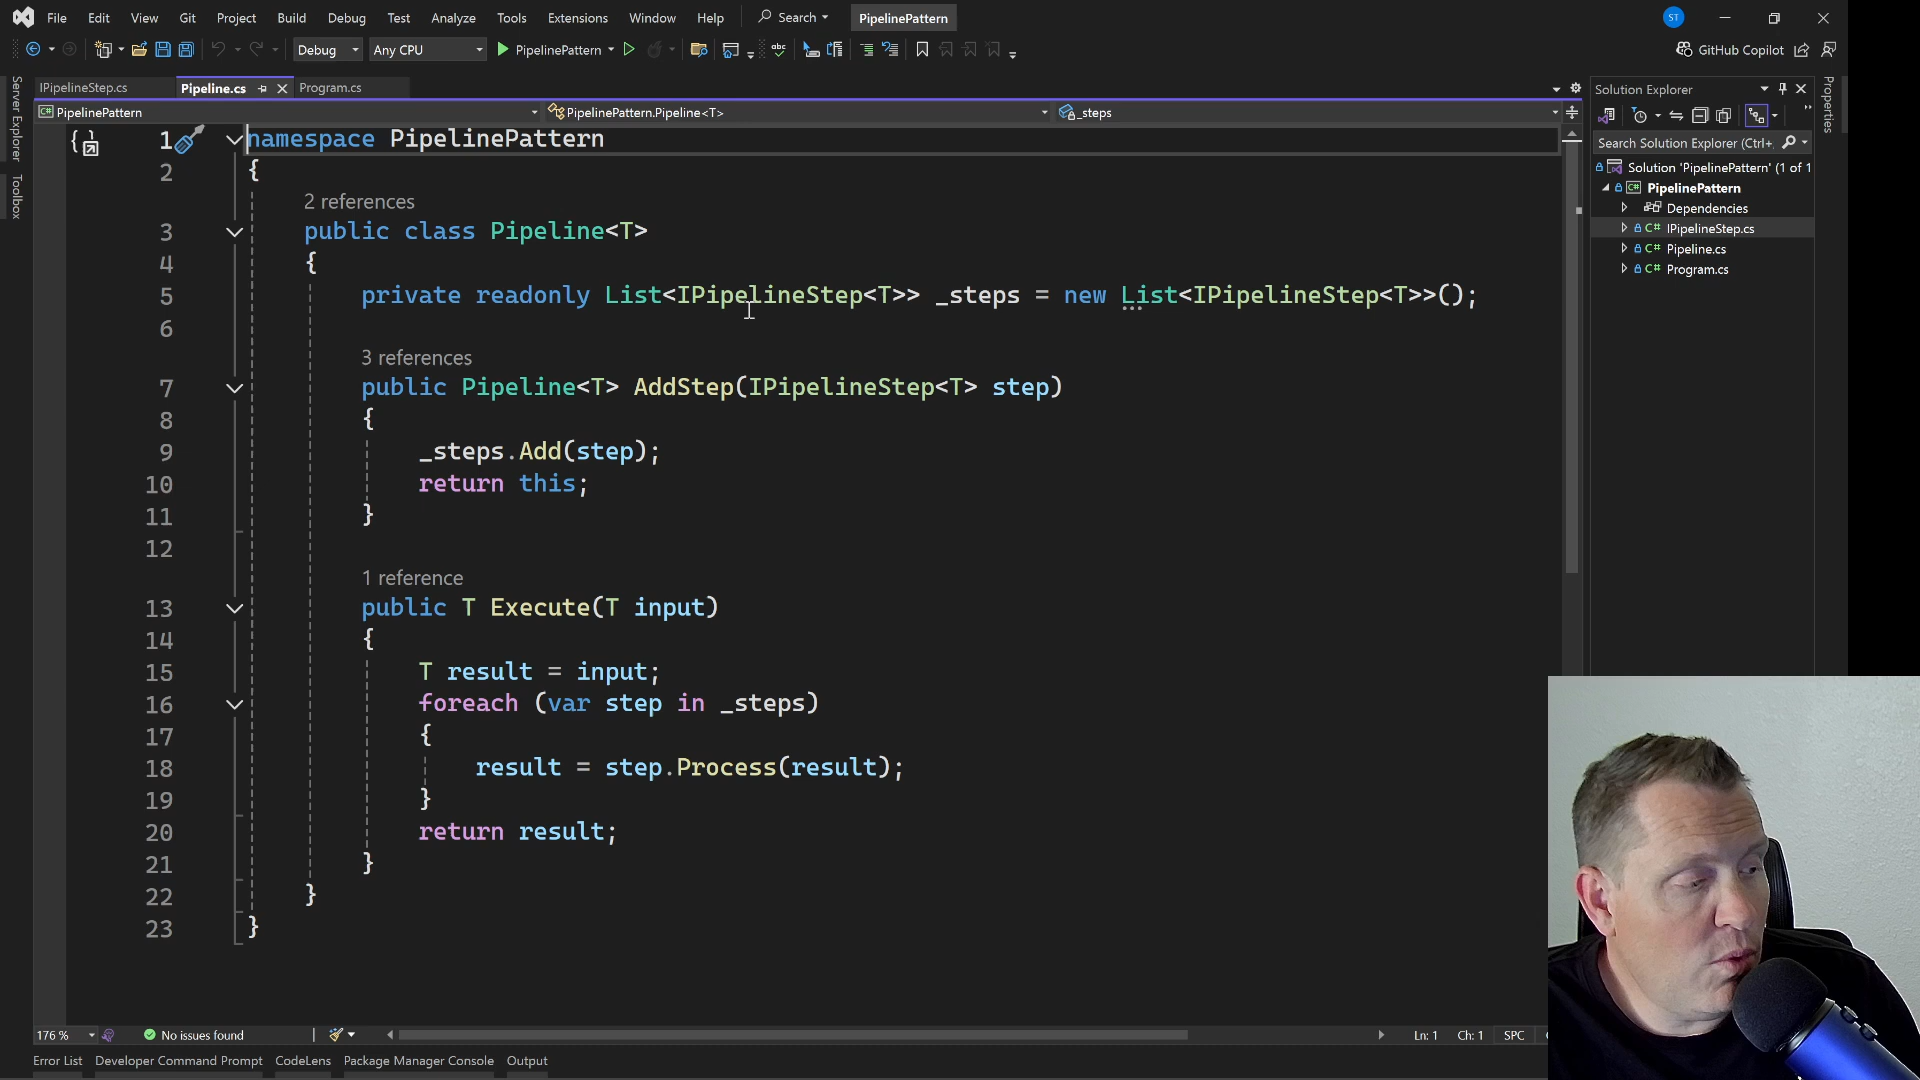 File Edit View Git Project Build Debug Test Analyze Tools Extensions Window Help Search PipelinePattern ST
Debug Any CPU PipelinePattern GitHub Copilot
Server Explorer
Toolbox
IPipelineStep.cs Pipeline.cs Program.cs
PipelinePattern PipelinePattern.Pipeline<T> _steps
1 namespace PipelinePattern
2 {
2 references
3 public class Pipeline<T>
4 {
5 private readonly List<IPipelineStep<T>> _steps = new List<IPipelineStep<T>>();
6
3 references
7 public Pipeline<T> AddStep(IPipelineStep<T> step)
8 {
9 _steps.Add(step);
10 return this;
11 }
12
1 reference
13 public T Execute(T input)
14 {
15 T result = input;
16 foreach (var step in _steps)
17 {
18 result = step.Process(result);
19 }
20 return result;
21 }
22 }
23 }
Solution Explorer
Search Solution Explorer (Ctrl+
Solution 'PipelinePattern' (1 of 1
PipelinePattern
Dependencies
IPipelineStep.cs
Pipeline.cs
Program.cs
Properties
176 % No issues found Ln: 1 Ch: 1 SPC
Error List Developer Command Prompt CodeLens Package Manager Console Output